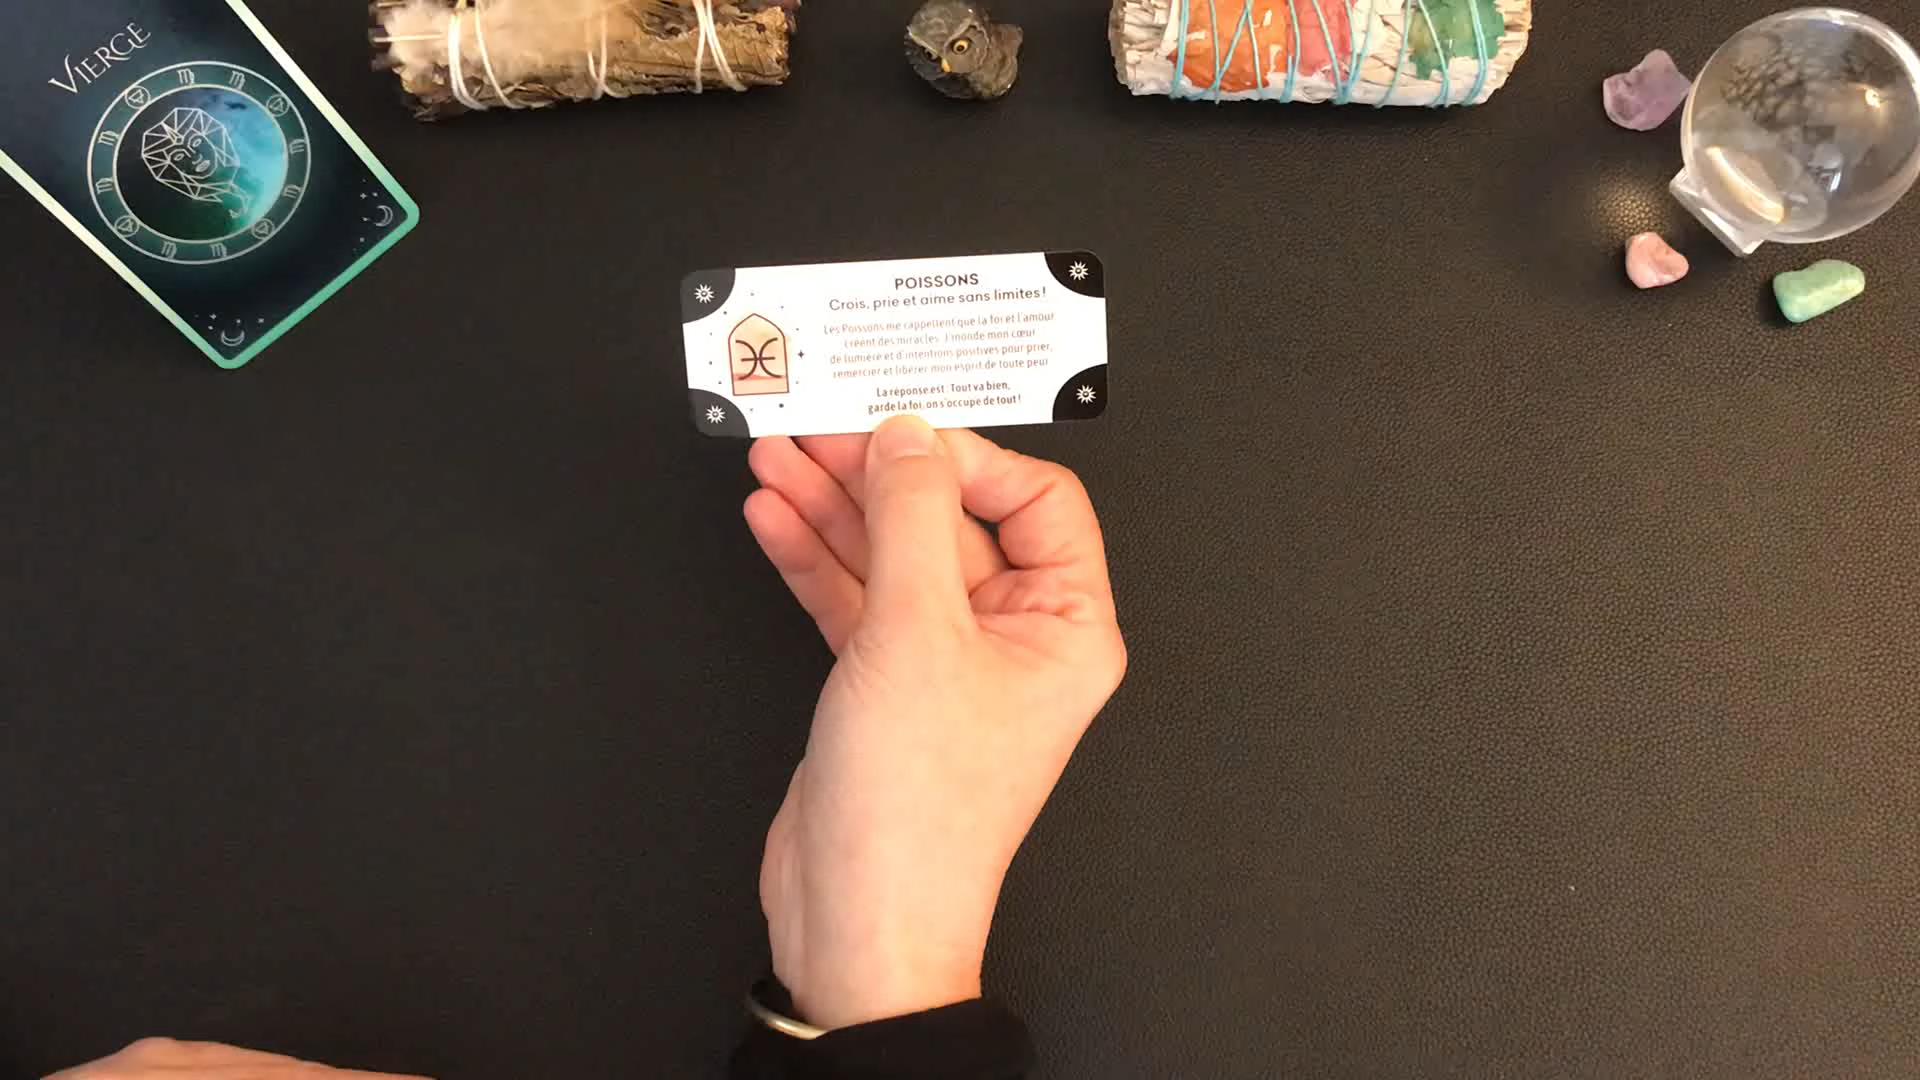 VIERGE
POISSONS
Crois, prie et aime sans limites !
Les Poissons me rappellent que la foi et l'amour
créent des miracles. J'inonde mon cœur
de lumière et d'intentions positives pour prier,
remercier et libérer mon esprit de toute peur.
La réponse est : Tout va bien,
garde la foi, on s'occupe de tout !